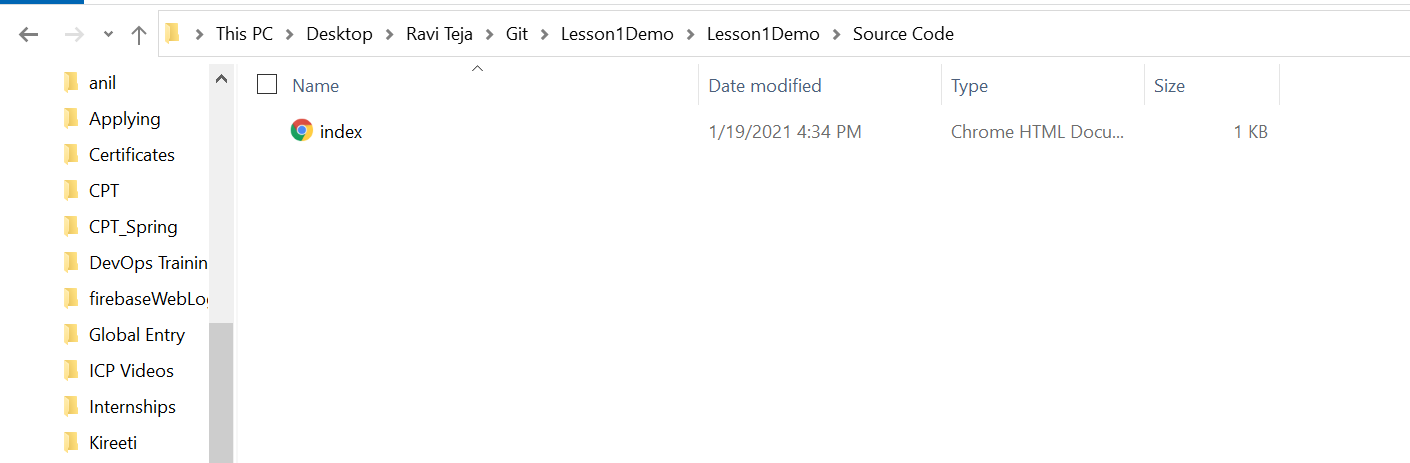 This PC > Desktop > Ravi Teja > Git > Lesson1Demo > Lesson1Demo > Source Code
Name Date modified Type Size
index 1/19/2021 4:34 PM Chrome HTML Docu... 1 KB
anil
Applying
Certificates
CPT
CPT_Spring
DevOps Trainin
firebaseWebLog
Global Entry
ICP Videos
Internships
Kireeti